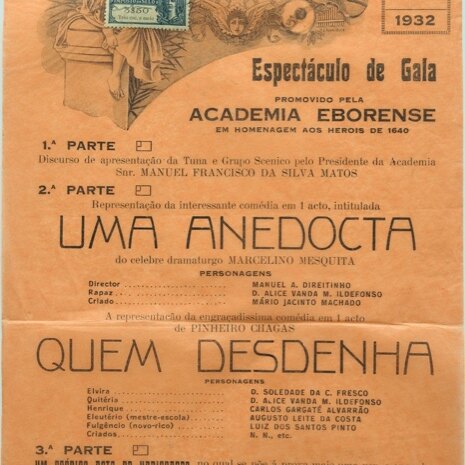 1932
3$50
Espectáculo de Gala
PROMOVIDO PELA
ACADEMIA EBORENSE
EM HOMENAGEM AOS HEROIS DE 1640
1.ª PARTE
Discurso de apresentação da Tuna e Grupo Scenico pelo Presidente da Academia
Snr. MANUEL FRANCISCO DA SILVA MATOS
2.ª PARTE
Representação da interessante comédia em 1 acto, intitulada
UMA ANEDOCTA
do celebre dramaturgo MARCELINO MESQUITA
PERSONAGENS
Director . . . . . MANUEL A. DIREITINHO
Rapaz . . . . . D. ALICE VANDA M. ILDEFONSO
Criado . . . . . MÁRIO JACINTO MACHADO
A representação da engraçadissima comédia em 1 acto
de PINHEIRO CHAGAS
QUEM DESDENHA
PERSONAGENS
Elvira . . . . . D. SOLEDADE DA C. FRESCO
Quitéria . . . . . D. ALICE VANDA M. ILDEFONSO
Henrique . . . . . CARLOS GARGATÉ ALVARRÃO
Eleutério (mestre-escola) . . . . . AUGUSTO LEITE DA COSTA
Fulgêncio (novo-rico) . . . . . LUIZ DOS SANTOS PINTO
Criados . . . . . N. N., etc.
3.ª PARTE